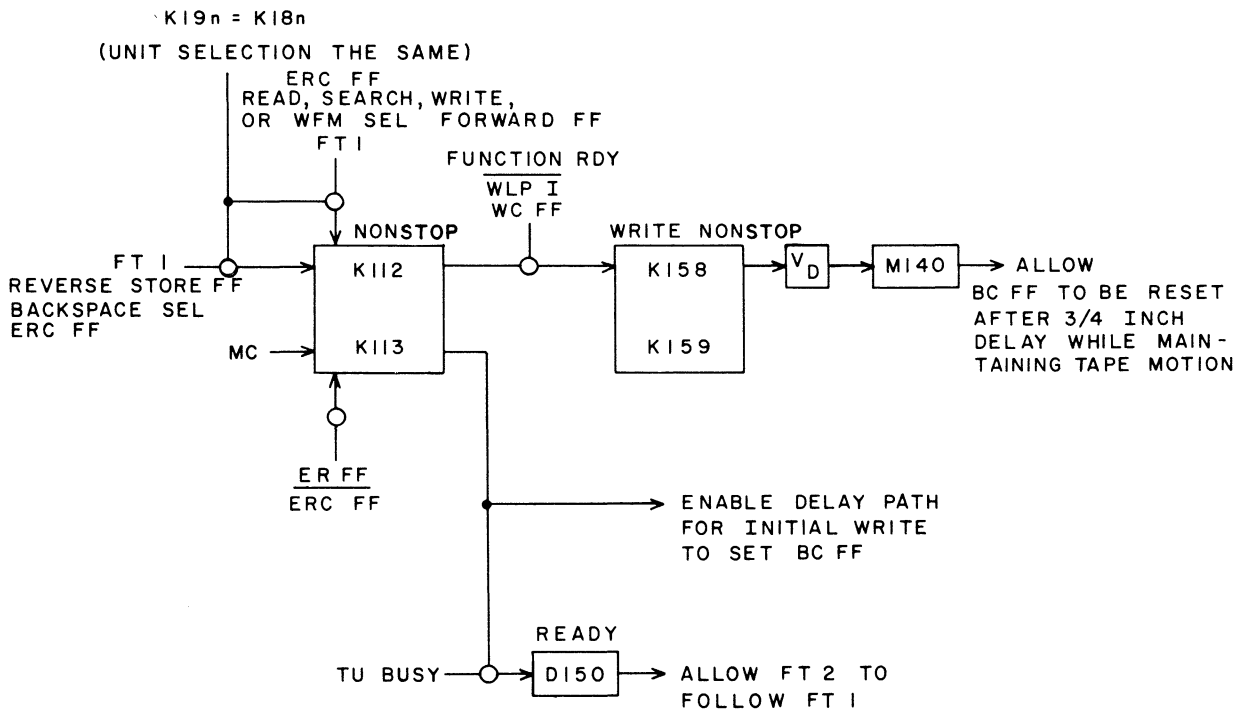 K19n = K18n
(UNIT SELECTION THE SAME)
ERC FF
READ, SEARCH, WRITE,
OR WFM SEL FORWARD FF
FT1
FUNCTION RDY
WLP I
WC FF
NONSTOP
WRITE NONSTOP
FT 1
REVERSE STORE FF
BACKSPACE SEL
ERC FF
K112
K113
K158
K159
VD
M140
ALLOW
BC FF TO BE RESET
AFTER 3/4 INCH
DELAY WHILE MAIN-
TAINING TAPE MOTION
MC
ER FF
ERC FF
ENABLE DELAY PATH
FOR INITIAL WRITE
TO SET BC FF
READY
TU BUSY
D150
ALLOW FT 2 TO
FOLLOW FT 1